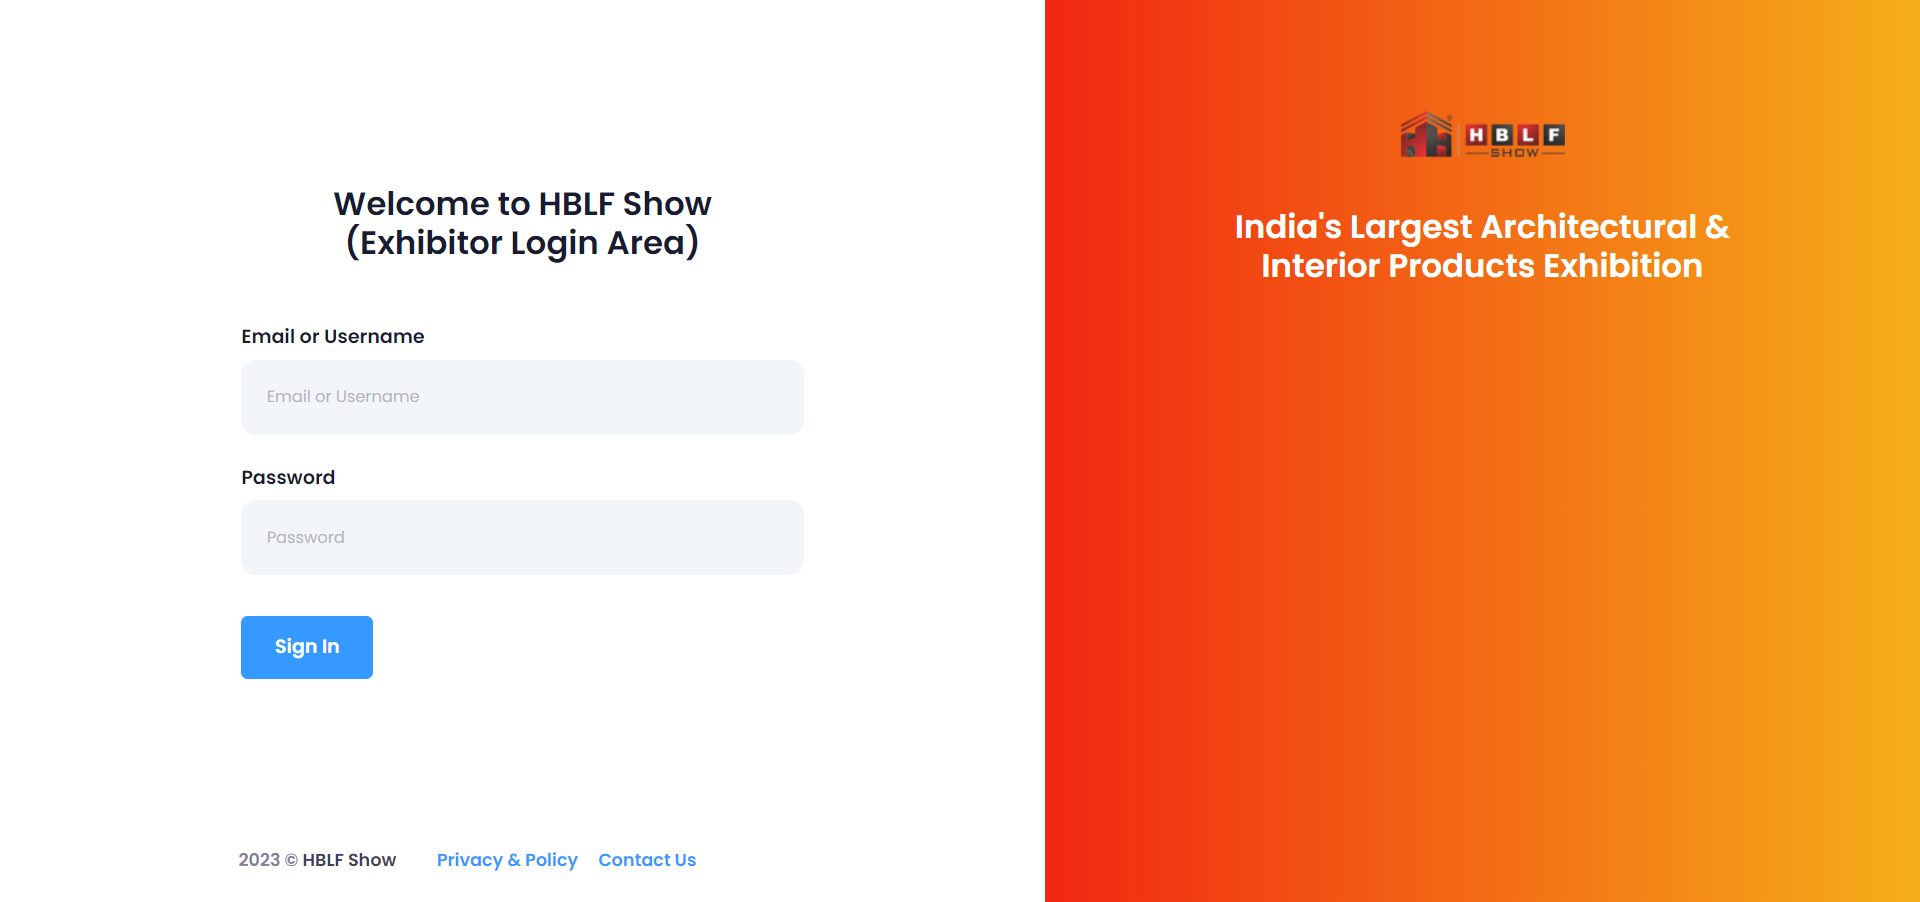 Welcome to HBLF Show
(Exhibitor Login Area)
Email or Username
Email or Username
Password
Password
Sign In
2023 © HBLF Show Privacy & Policy Contact Us
HBLF
SHOW
India's Largest Architectural &
Interior Products Exhibition